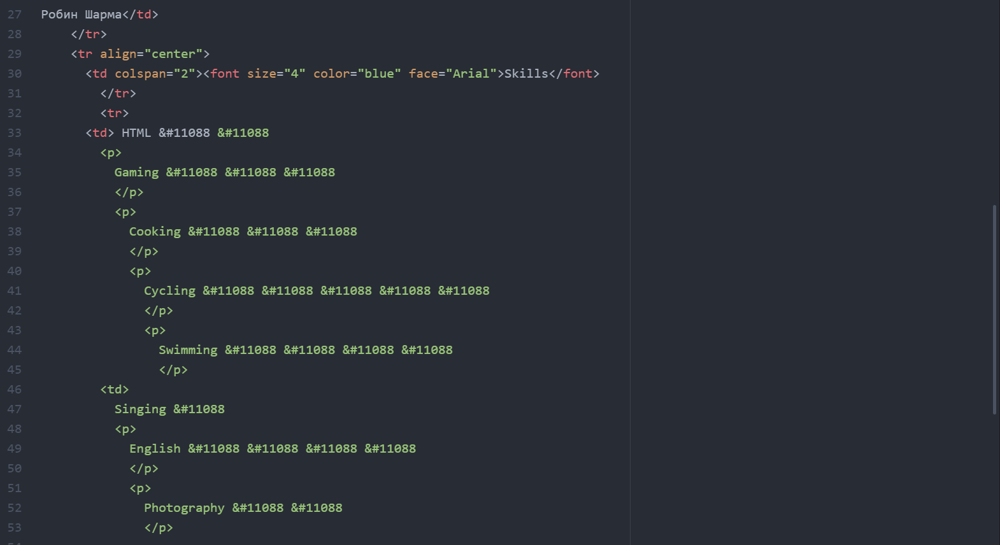 27 Робин Шарма</td>
28 </tr>
29 <tr align="center">
30 <td colspan="2"><font size="4" color="blue" face="Arial">Skills</font>
31 </tr>
32 <tr>
33 <td> HTML &#11088 &#11088
34 <p>
35 Gaming &#11088 &#11088 &#11088
36 </p>
37 <p>
38 Cooking &#11088 &#11088 &#11088
39 </p>
40 <p>
41 Cycling &#11088 &#11088 &#11088 &#11088 &#11088
42 </p>
43 <p>
44 Swimming &#11088 &#11088 &#11088 &#11088
45 </p>
46 <td>
47 Singing &#11088
48 <p>
49 English &#11088 &#11088 &#11088 &#11088
50 </p>
51 <p>
52 Photography &#11088 &#11088
53 </p>